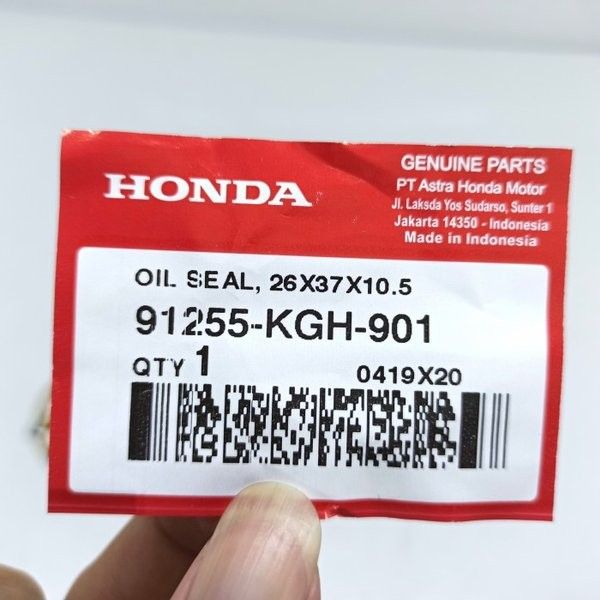 HONDA
GENUINE PARTS
PT Astra Honda Motor
Jl. Laksda Yos Sudarso, Sunter 1
Jakarta 14350 - Indonesia
Made in Indonesia
OIL SEAL, 26X37X10.5
91255-KGH-901
QTY 1 0419X20